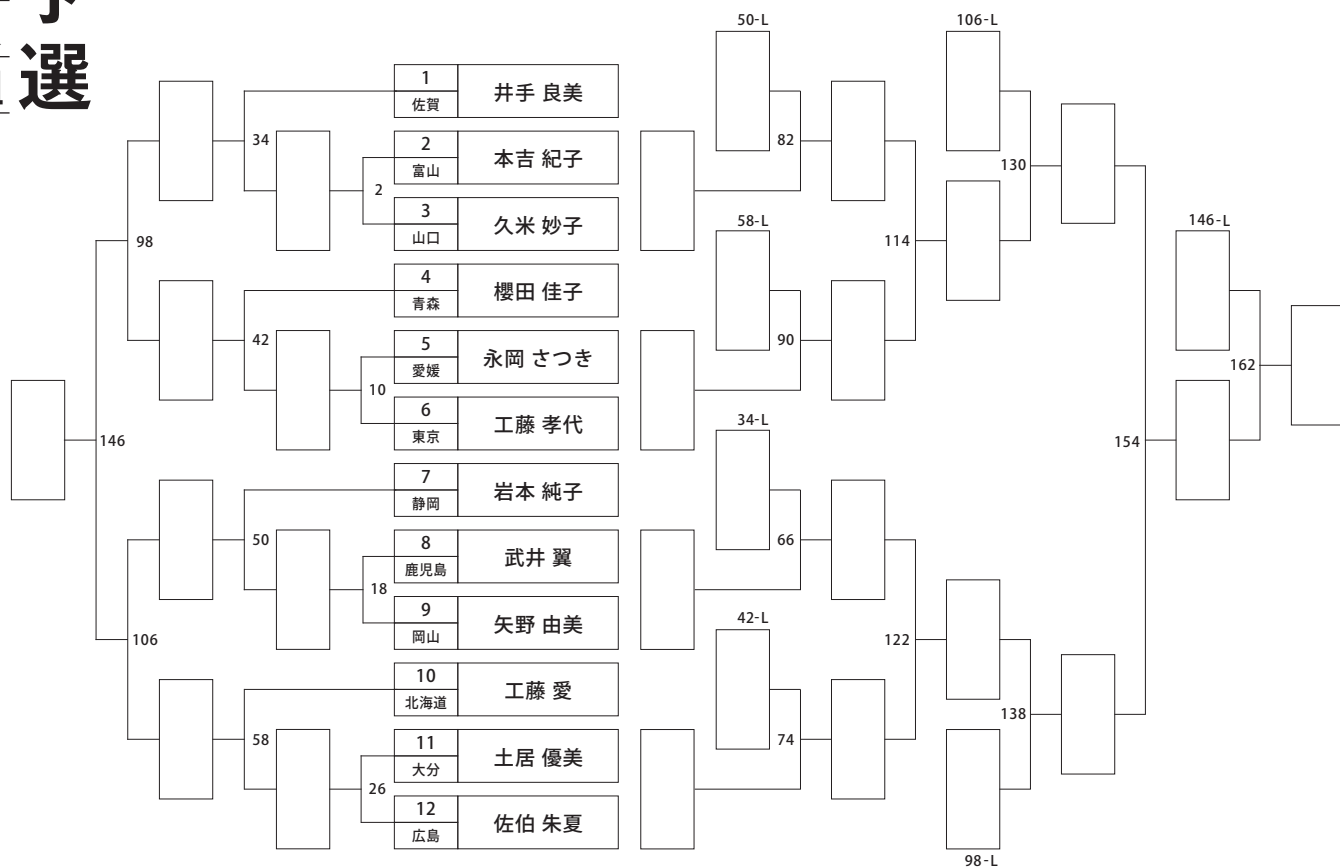 選
50-L
106-L
1
佐賀
井手 良美
34
2
富山
本吉 紀子
82
2
130
3
山口
久米 妙子
58-L
146-L
98
114
4
青森
櫻田 佳子
42
5
愛媛
永岡 さつき
90
10
162
6
東京
工藤 孝代
34-L
146
154
7
静岡
岩本 純子
50
8
鹿児島
武井 翼
66
18
9
岡山
矢野 由美
42-L
106
122
10
北海道
工藤 愛
138
58
11
大分
土居 優美
74
26
12
広島
佐伯 朱夏
98-L